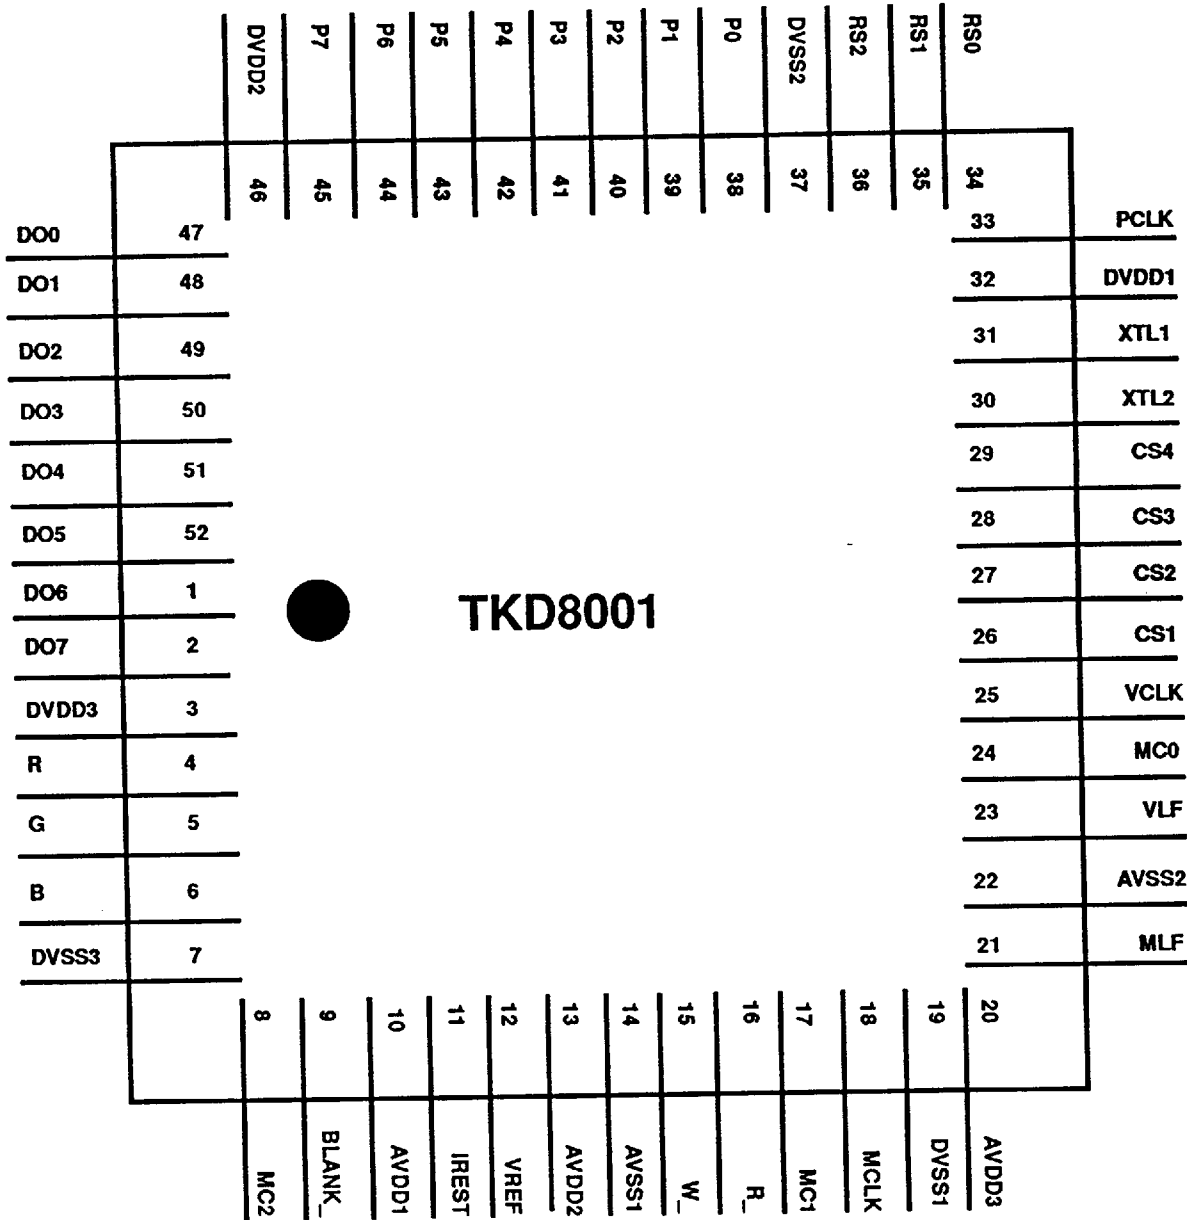 DVDD2 P7 P6 P5 P4 P3 P2 P1 P0 DVSS2 RS2 RS1 RS0
46 45 44 43 42 41 40 39 38 37 36 35 34
DO0 47
DO1 48
DO2 49
DO3 50
DO4 51
DO5 52
DO6 1
DO7 2
DVDD3 3
R 4
G 5
B 6
DVSS3 7
TKD8001
33 PCLK
32 DVDD1
31 XTL1
30 XTL2
29 CS4
28 CS3
27 CS2
26 CS1
25 VCLK
24 MC0
23 VLF
22 AVSS2
21 MLF
8 9 10 11 12 13 14 15 16 17 18 19 20
MC2 BLANK_ AVDD1 IREST VREF AVDD2 AVSS1 W_ R_ MC1 MCLK DVSS1 AVDD3